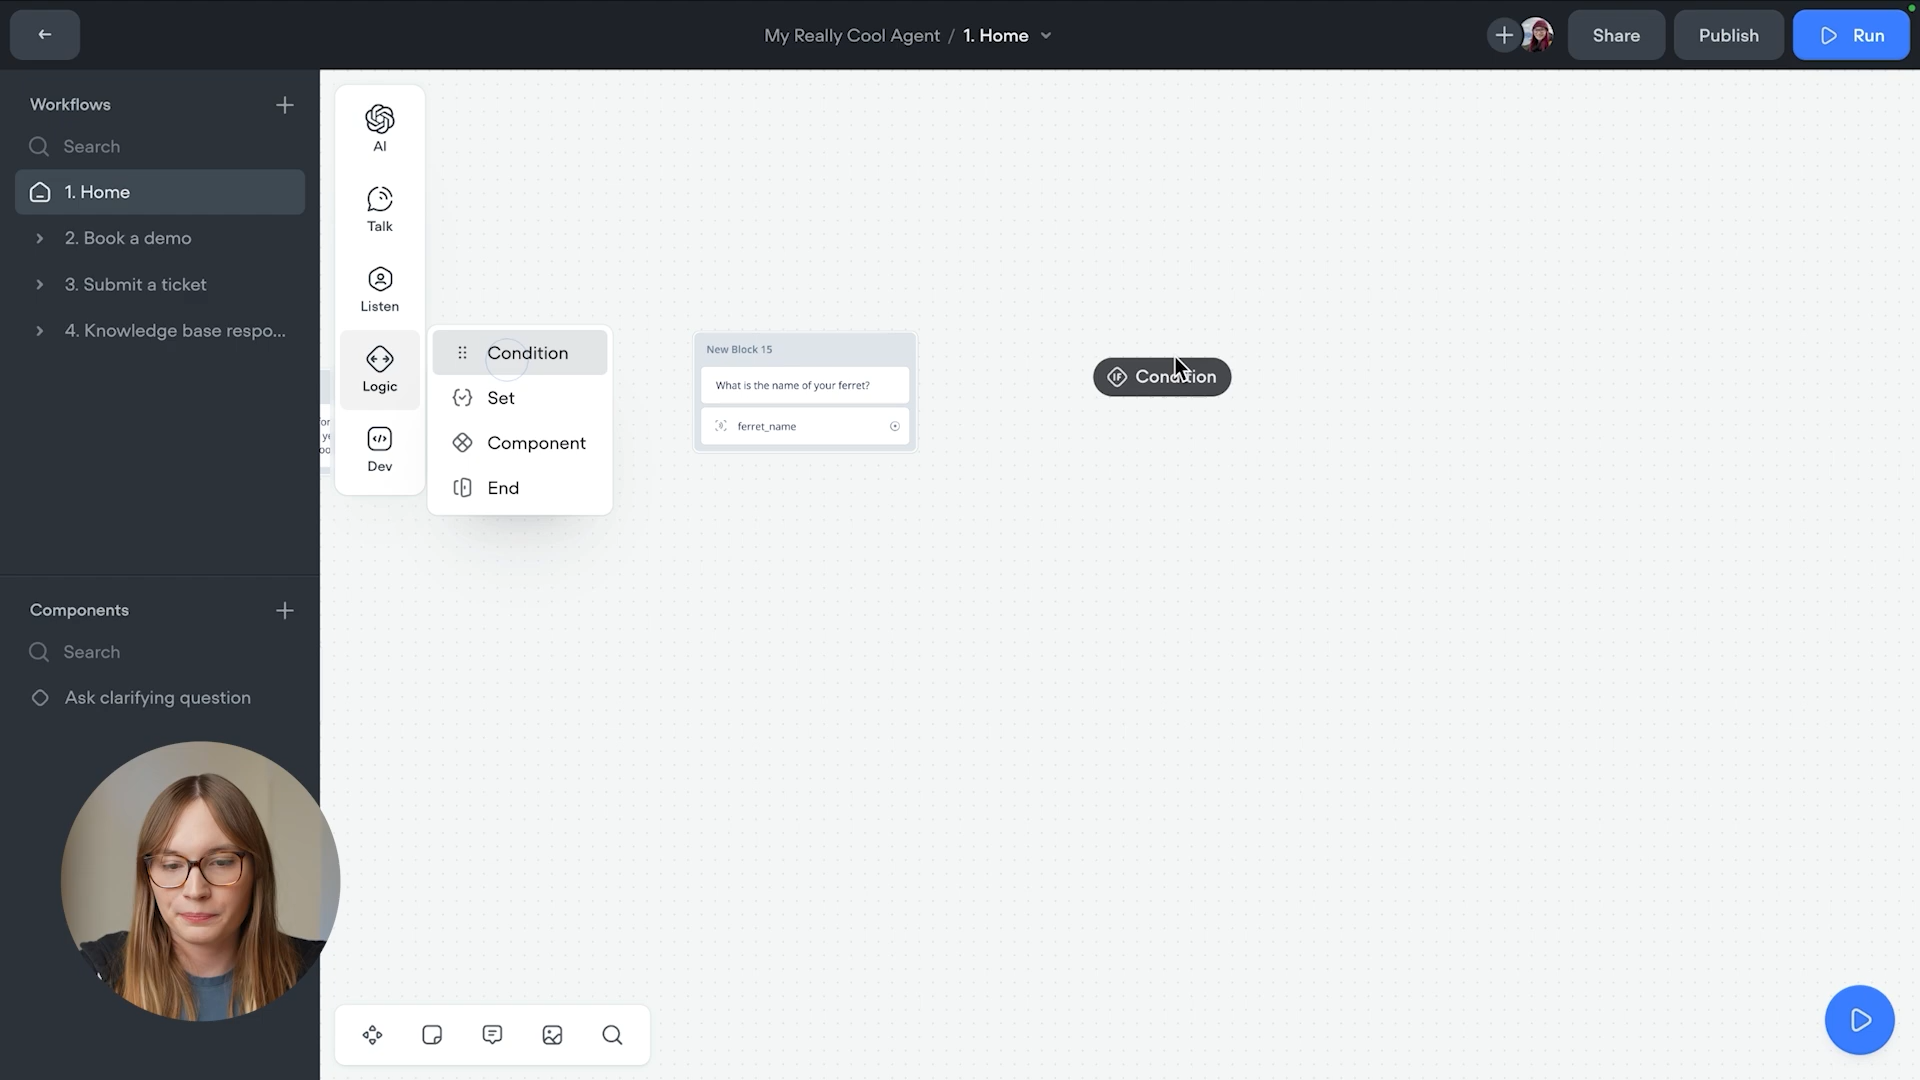 My Really Cool Agent / 1. Home
Share
Publish
Run
Workflows
Search
1. Home
2. Book a demo
3. Submit a ticket
4. Knowledge base respo...
Components
Search
Ask clarifying question
AI
Talk
Listen
Logic
Dev
Condition
Set
Component
End
New Block 15
What is the name of your ferret?
ferret_name
IF Condition